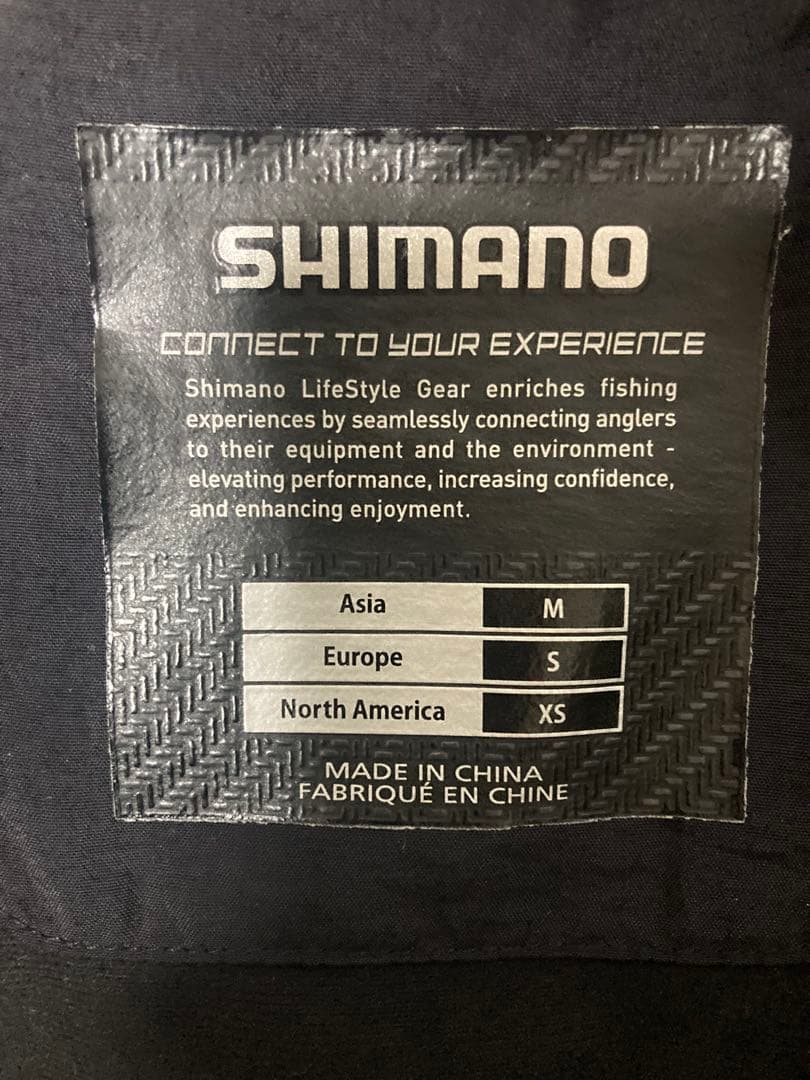 SHIMANO
CONNECT TO YOUR EXPERIENCE
Shimano LifeStyle Gear enriches fishing
experiences by seamlessly connecting anglers
to their equipment and the environment -
elevating performance, increasing confidence,
and enhancing enjoyment.
Asia M
Europe S
North America XS
MADE IN CHINA
FABRIQUÉ EN CHINE